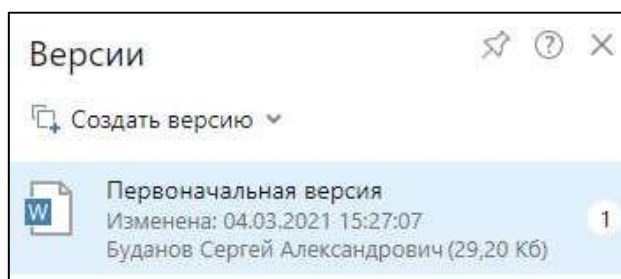 Версии
Создать версию
Первоначальная версия
Изменена: 04.03.2021 15:27:07
1
Буданов Сергей Александрович (29,20 Кб)
W